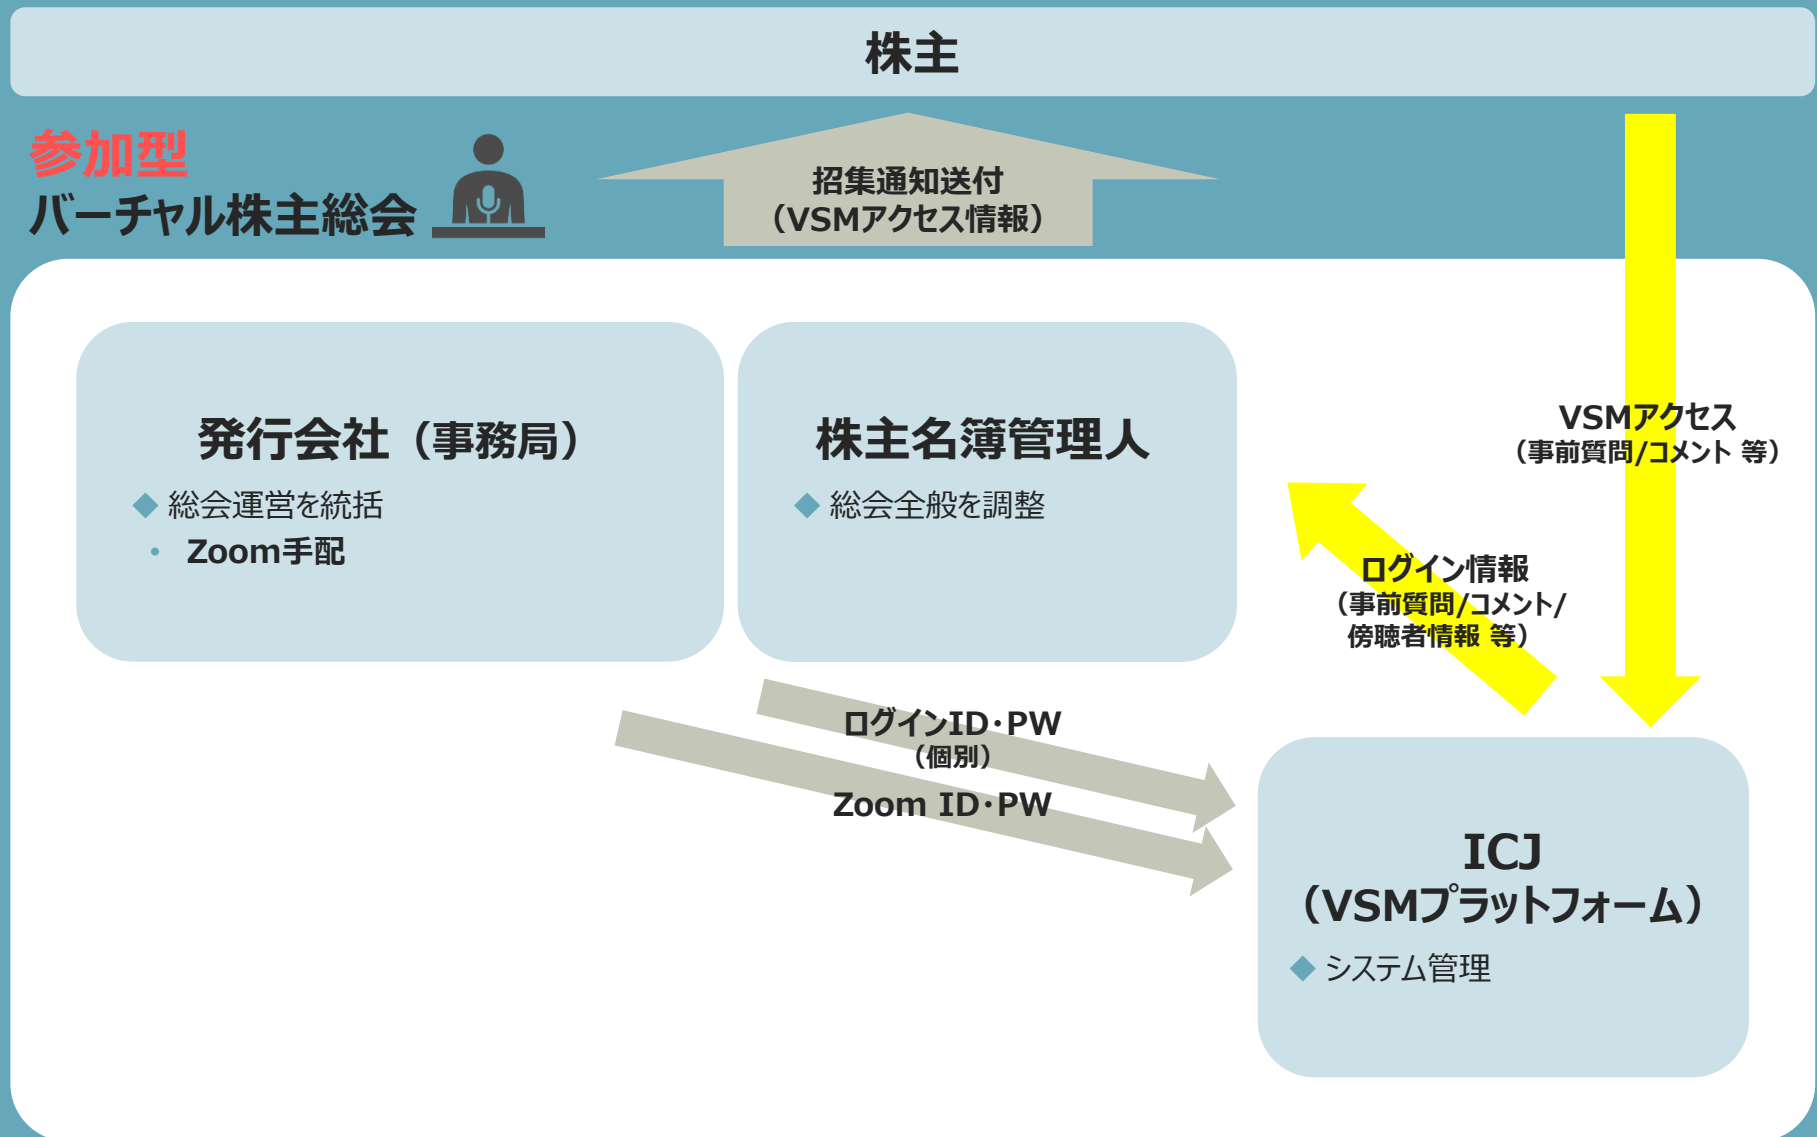 株主
参加型
バーチャル株主総会
招集通知送付
（VSMアクセス情報）
発行会社（事務局）
◆ 総会運営を統括
• Zoom手配
株主名簿管理人
◆ 総会全般を調整
VSMアクセス
（事前質問/コメント 等）
ログイン情報
（事前質問/コメント/
傍聴者情報 等）
ログインID・PW
（個別）
Zoom ID・PW
ICJ
（VSMプラットフォーム）
◆ システム管理